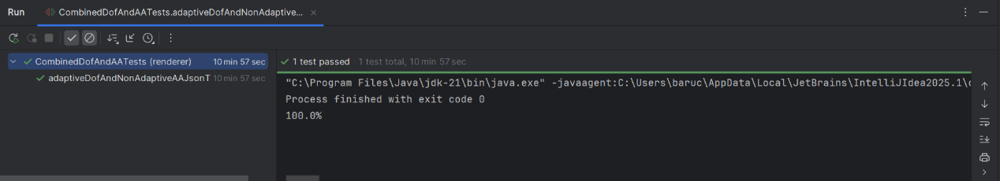 Run CombinedDofAndAATests.adaptiveDofAndNonAdaptive...
CombinedDofAndAATests (renderer) 10 min 57 sec
adaptiveDofAndNonAdaptiveAAJsonT 10 min 57 sec
1 test passed 1 test total, 10 min 57 sec
"C:\Program Files\Java\jdk-21\bin\java.exe" -javaagent:C:\Users\baruc\AppData\Local\JetBrains\IntelliJIdea2025.1\
Process finished with exit code 0
100.0%